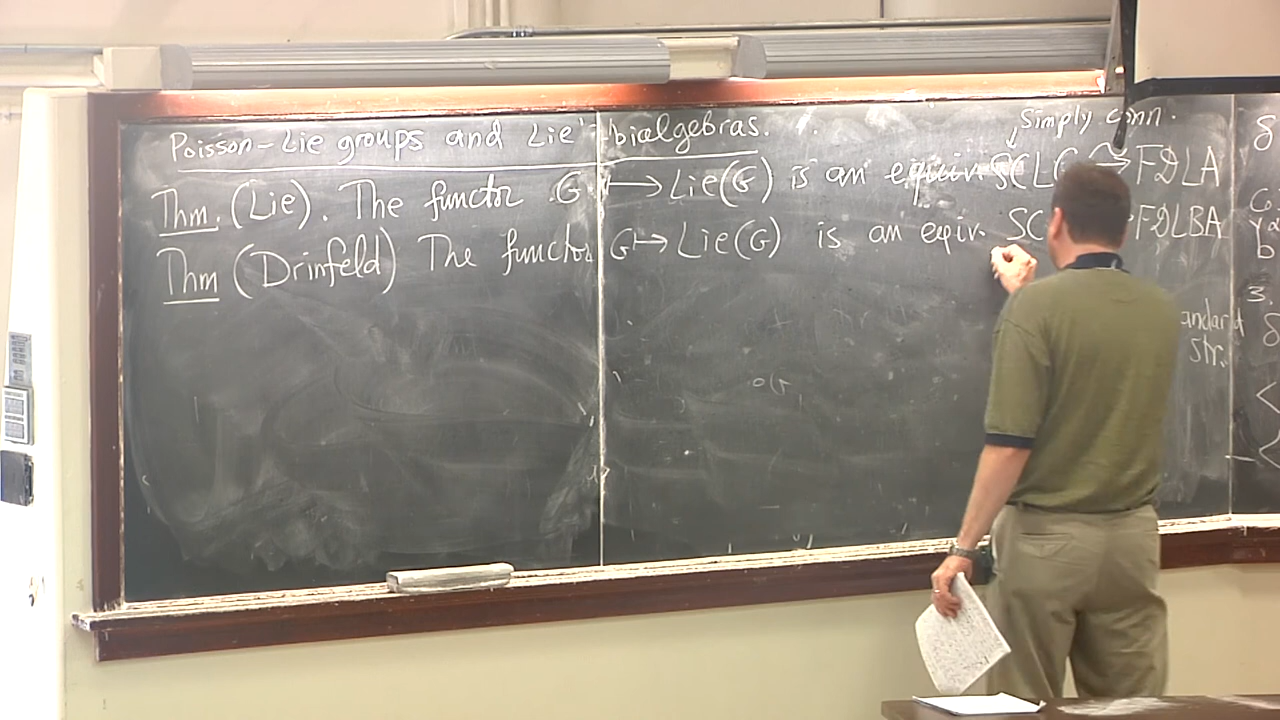 Poisson-Lie groups and Lie bialgebras.
Simply conn.
Thm. (Lie). The functor G ⟼ Lie(G) is an equiv. SCLG → FDLA
Thm (Drinfeld) The functor G ↦ Lie(G) is an equiv. SC FDLBA
andard
str.
δ
3.
δ